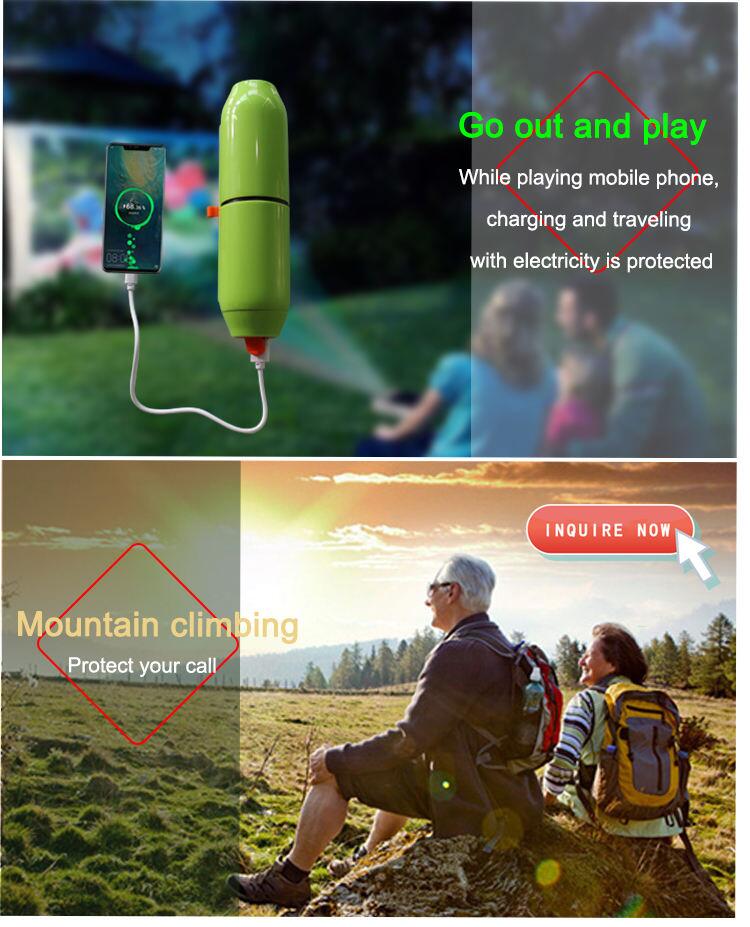 Go out and play
While playing mobile phone,
charging and traveling
with electricity is protected
INQUIRE NOW
Mountain climbing
Protect your call